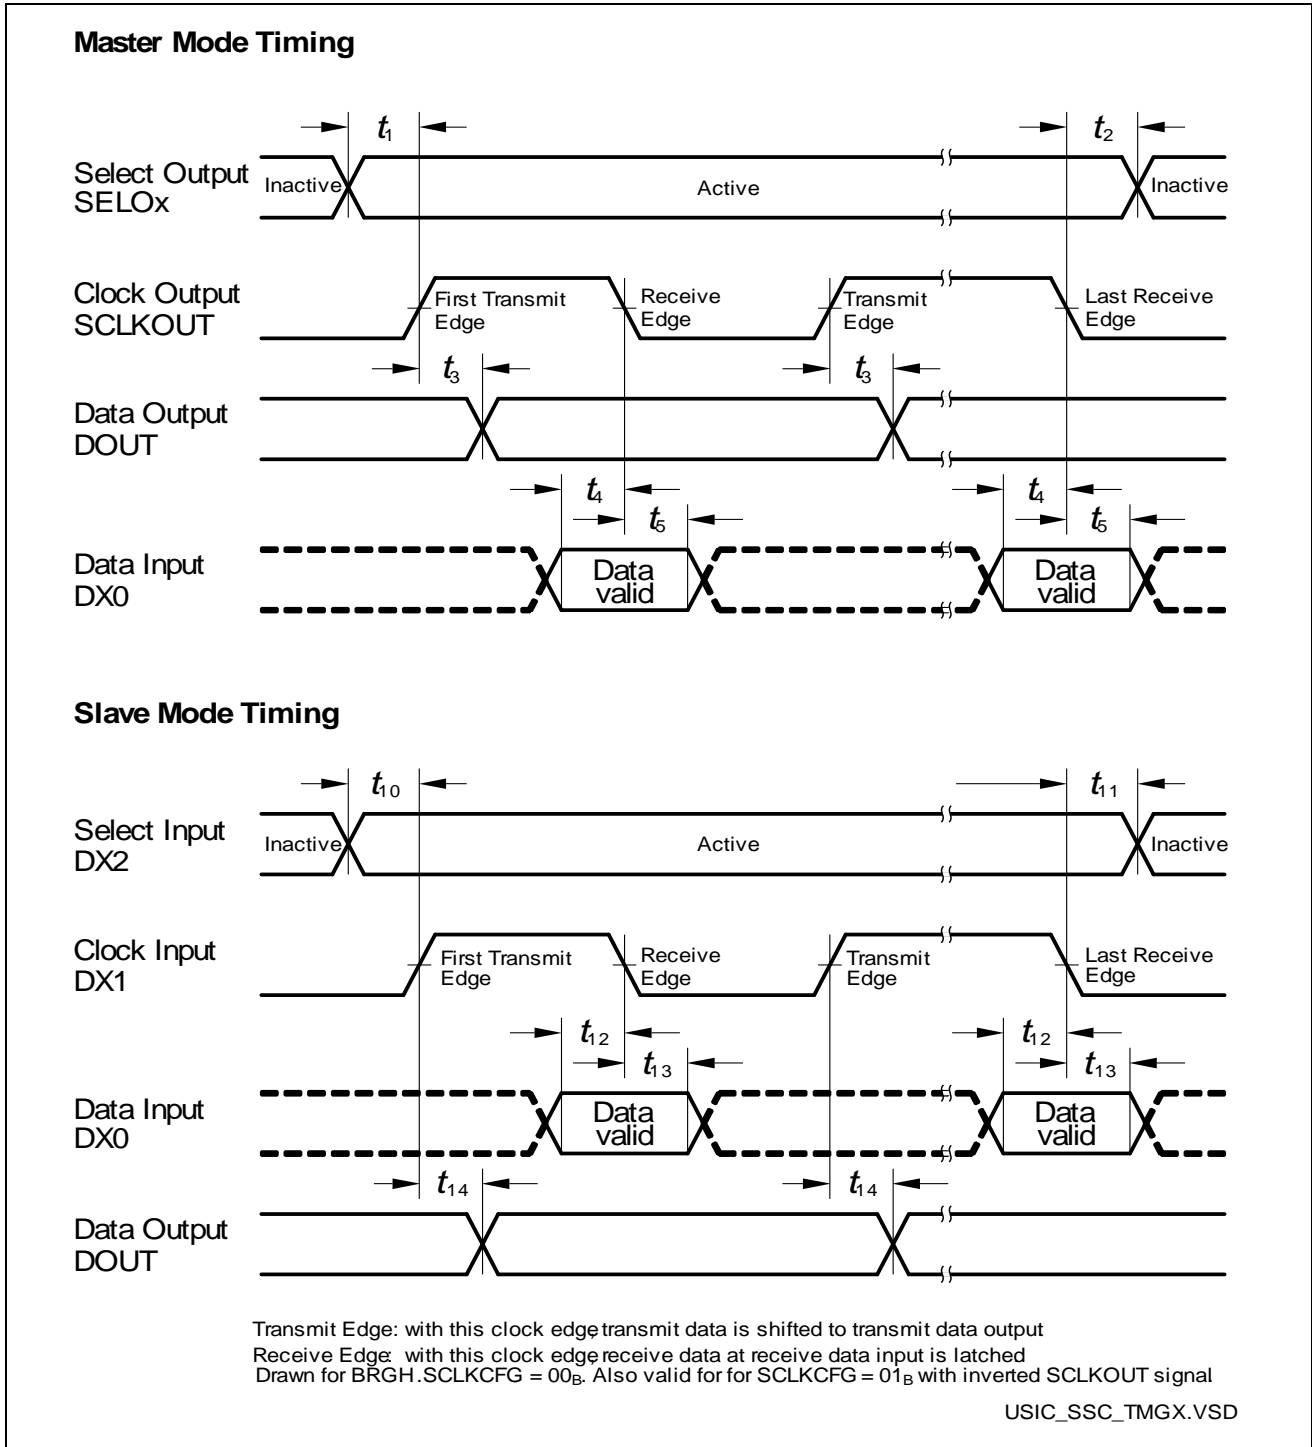 Master Mode Timing
t1
t2
Select Output
SELOx
Inactive
Active
Inactive
Clock Output
SCLKOUT
First Transmit
Edge
Receive
Edge
Transmit
Edge
Last Receive
Edge
t3
t3
Data Output
DOUT
t4
t5
t4
t5
Data Input
DX0
Data
valid
Data
valid
Slave Mode Timing
t10
t11
Select Input
DX2
Inactive
Active
Inactive
Clock Input
DX1
First Transmit
Edge
Receive
Edge
Transmit
Edge
Last Receive
Edge
t12
t13
t12
t13
Data Input
DX0
Data
valid
Data
valid
t14
t14
Data Output
DOUT
Transmit Edge: with this clock edge, transmit data is shifted to transmit data output
Receive Edge: with this clock edge, receive data at receive data input is latched
Drawn for BRGH.SCLKCFG = 00B. Also valid for for SCLKCFG = 01B with inverted SCLKOUT signal.
USIC_SSC_TMGX.VSD